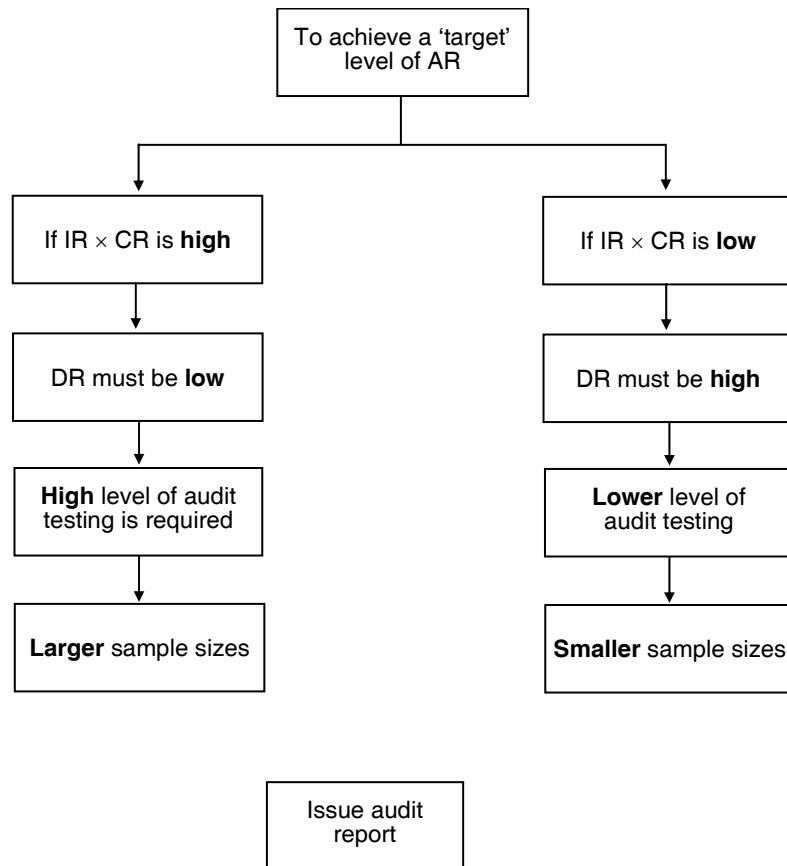 To achieve a ‘target’
level of AR
If IR × CR is high
DR must be low
High level of audit
testing is required
Larger sample sizes
If IR × CR is low
DR must be high
Lower level of
audit testing
Smaller sample sizes
Issue audit
report